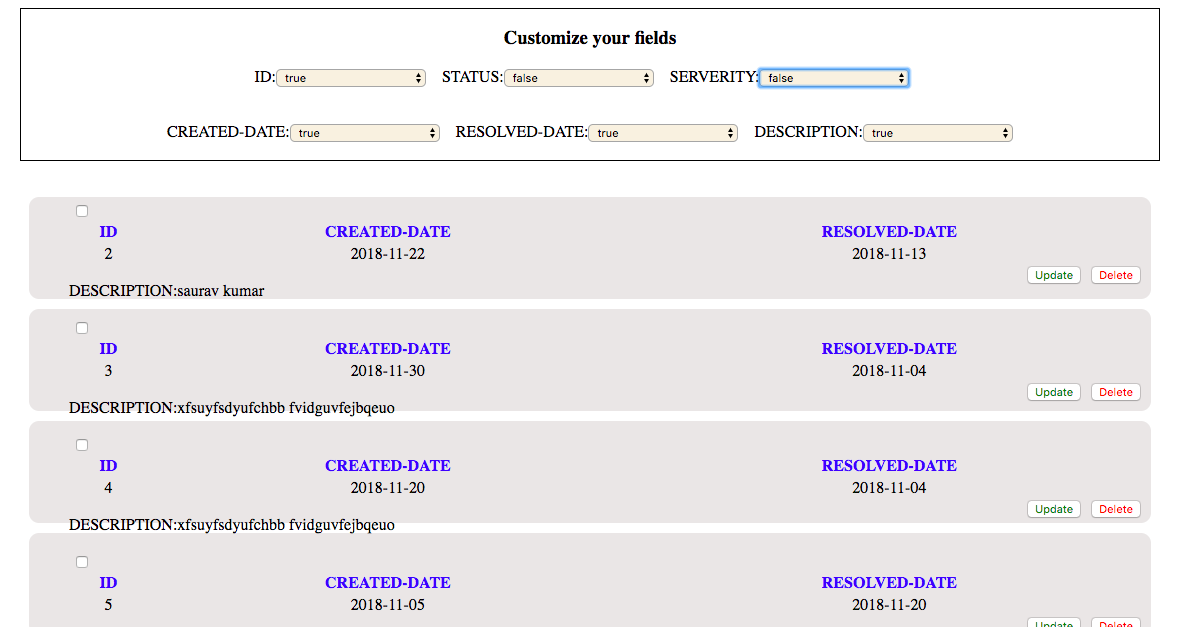 Customize your fields
ID: true STATUS: false SERVERITY: false
CREATED-DATE: true RESOLVED-DATE: true DESCRIPTION: true
ID CREATED-DATE RESOLVED-DATE
2 2018-11-22 2018-11-13
Update Delete
DESCRIPTION:saurav kumar
ID CREATED-DATE RESOLVED-DATE
3 2018-11-30 2018-11-04
Update Delete
DESCRIPTION:xfsuyfsdyufchbb fvidguvfejbqeuo
ID CREATED-DATE RESOLVED-DATE
4 2018-11-20 2018-11-04
Update Delete
DESCRIPTION:xfsuyfsdyufchbb fvidguvfejbqeuo
ID CREATED-DATE RESOLVED-DATE
5 2018-11-05 2018-11-20
Update Delete